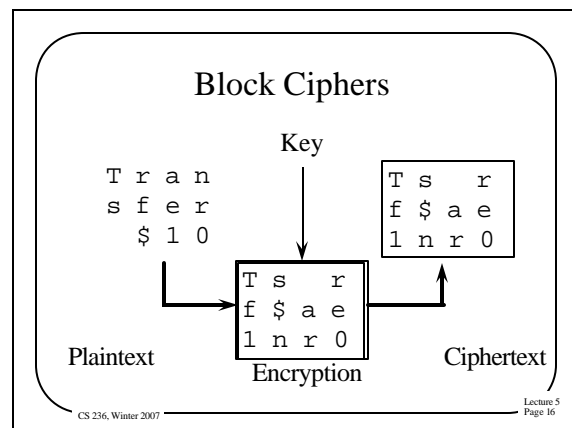 Block Ciphers
Key
T r a n
s f e r
$ 1 0
T s r
f $ a e
1 n r 0
T s r
f $ a e
1 n r 0
Plaintext
Encryption
Ciphertext
CS 236, Winter 2007
Lecture 5
Page 16